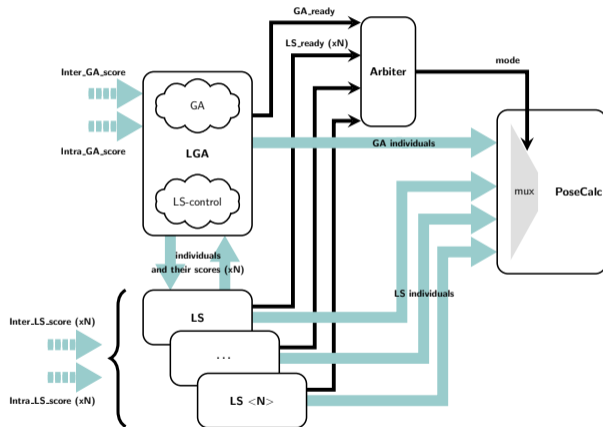 GA_ready
LS_ready (xN)
Arbiter
mode
Inter_GA_score
GA
LGA
Intra_GA_score
GA individuals
LS-control
mux
PoseCalc
individuals
and their scores (xN)
LS individuals
Inter_LS_score (xN)
LS
...
Intra_LS_score (xN)
LS <N>